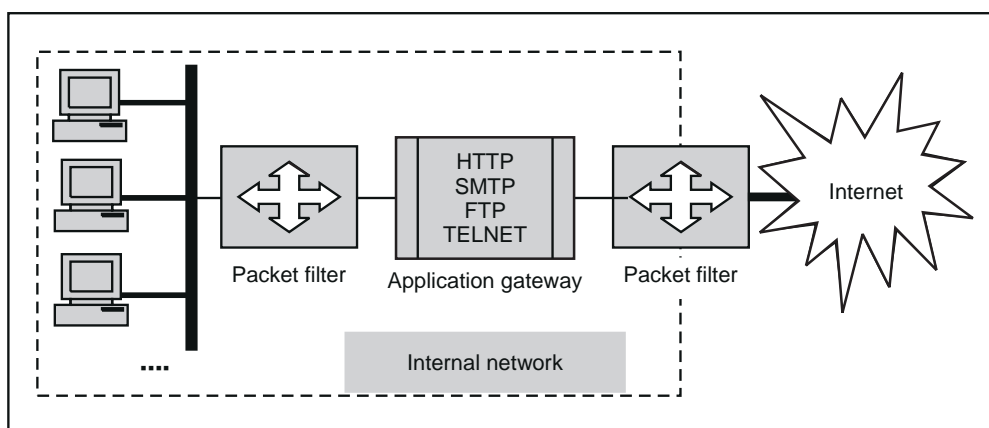 HTTP
SMTP
FTP
TELNET
Internet
Packet filter
Application gateway
Packet filter
....
Internal network